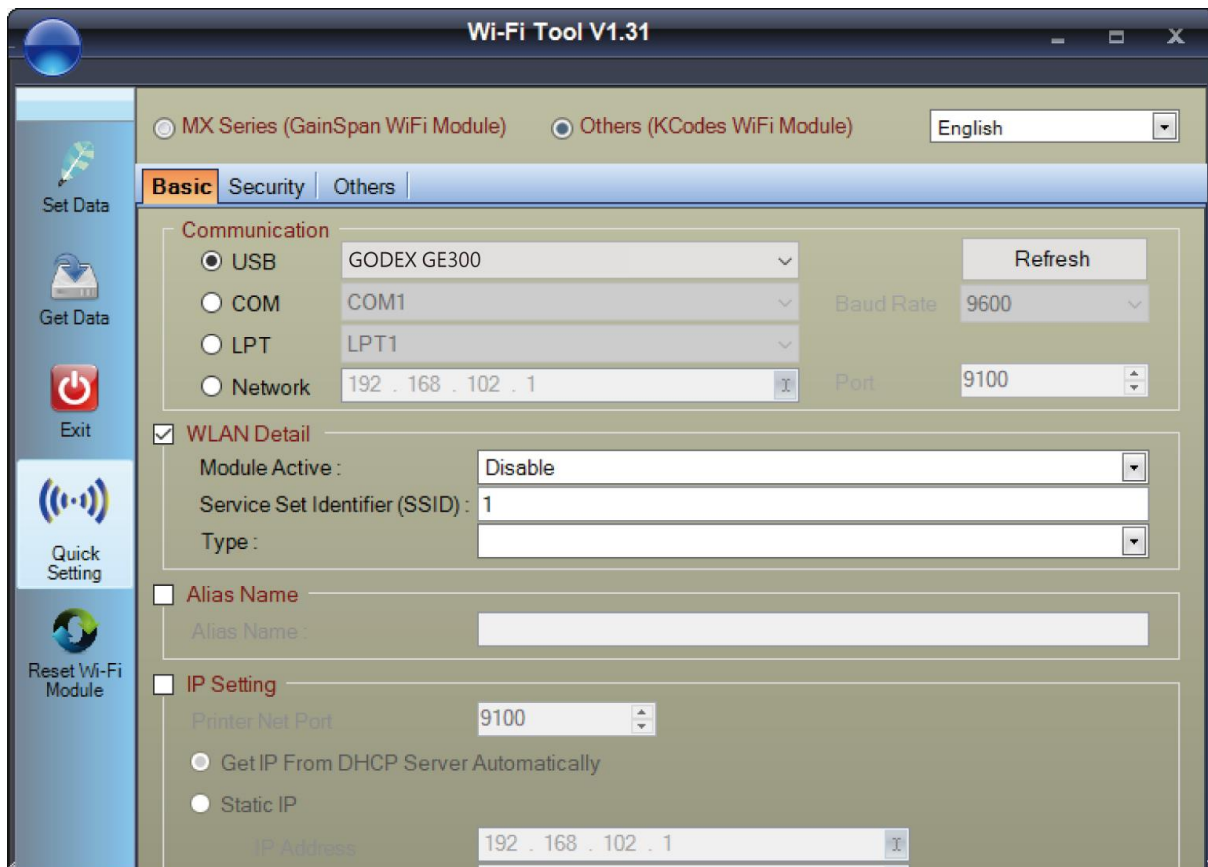 Wi-Fi Tool V1.31
MX Series (GainSpan WiFi Module) Others (KCodes WiFi Module) English
Set Data
Get Data
Exit
Quick
Setting
Reset Wi-Fi
Module
Basic Security Others
Communication
USB GODEX GE300 Refresh
COM COM1 Baud Rate 9600
LPT LPT1
Network 192 . 168 . 102 . 1 Port 9100
WLAN Detail
Module Active : Disable
Service Set Identifier (SSID) : 1
Type :
Alias Name
Alias Name :
IP Setting
Printer Net Port 9100
Get IP From DHCP Server Automatically
Static IP
IP Address 192 . 168 . 102 . 1